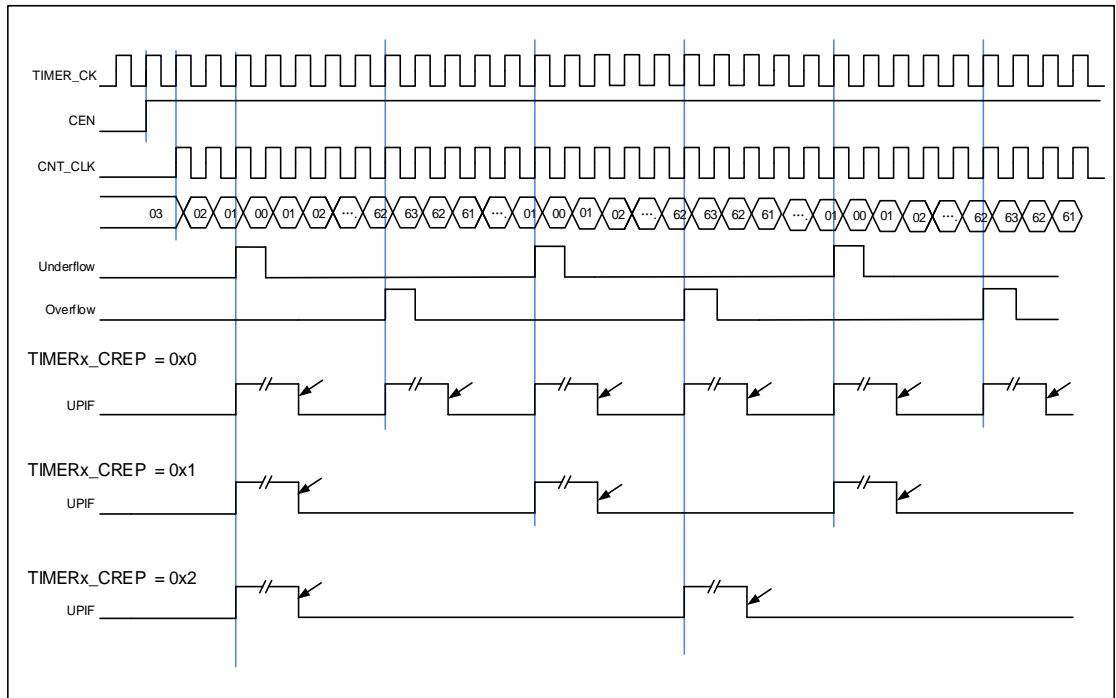 TIMER_CK
CEN
CNT_CLK
03 02 01 00 01 02 .... 62 63 62 61 .... 01 00 01 02 .... 62 63 62 61 .... 01 00 01 02 .... 62 63 62 61
Underflow
Overflow
TIMERx_CREP = 0x0
UPIF
TIMERx_CREP = 0x1
UPIF
TIMERx_CREP = 0x2
UPIF